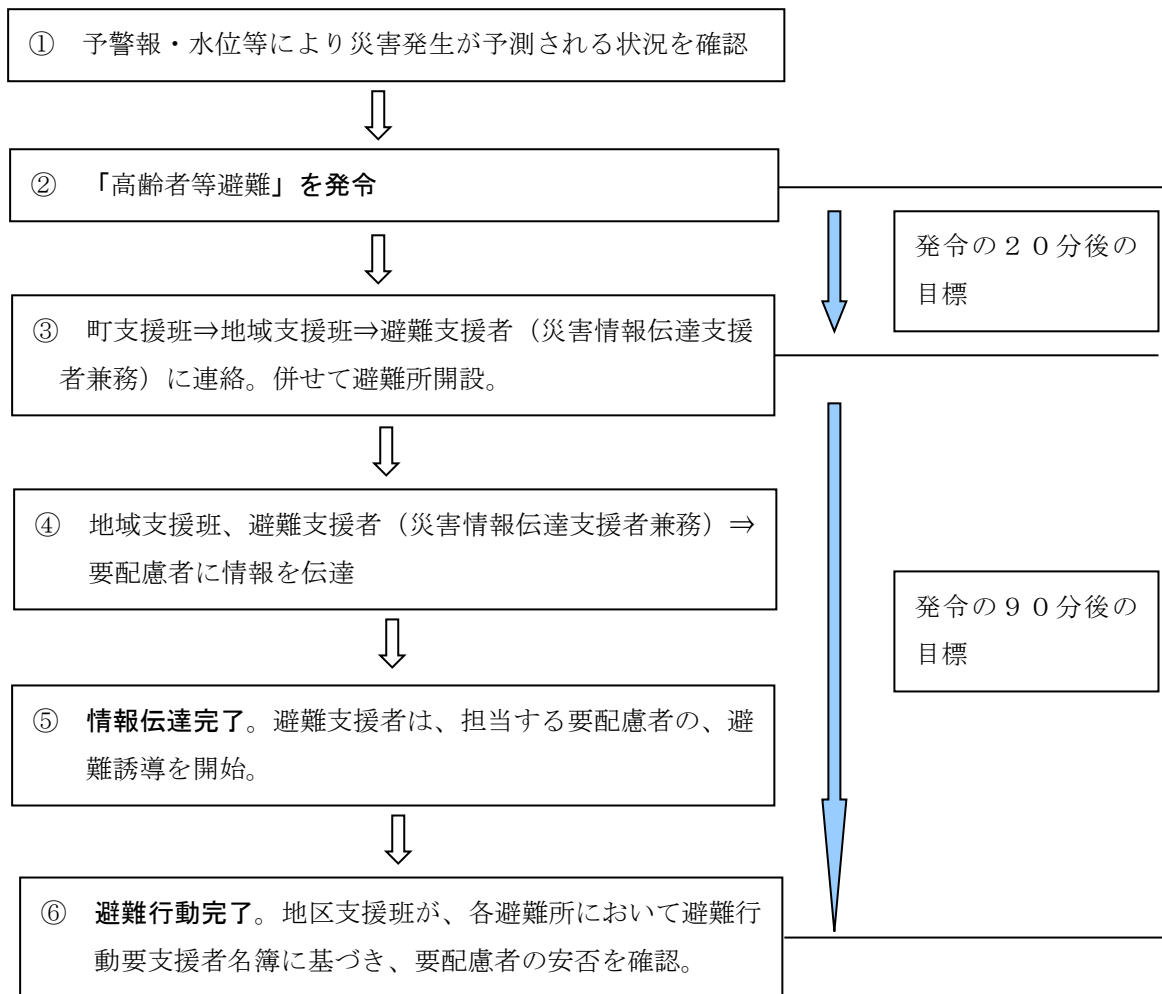 ① 予警報・水位等により災害発生が予測される状況を確認
② 「高齢者等避難」を発令
発令の２０分後の
目標
③ 町支援班⇒地域支援班⇒避難支援者（災害情報伝達支援
者兼務）に連絡。併せて避難所開設。
④ 地域支援班、避難支援者（災害情報伝達支援者兼務）⇒
要配慮者に情報を伝達
発令の９０分後の
目標
⑤ 情報伝達完了。避難支援者は、担当する要配慮者の、避
難誘導を開始。
⑥ 避難行動完了。地区支援班が、各避難所において避難行
動要支援者名簿に基づき、要配慮者の安否を確認。